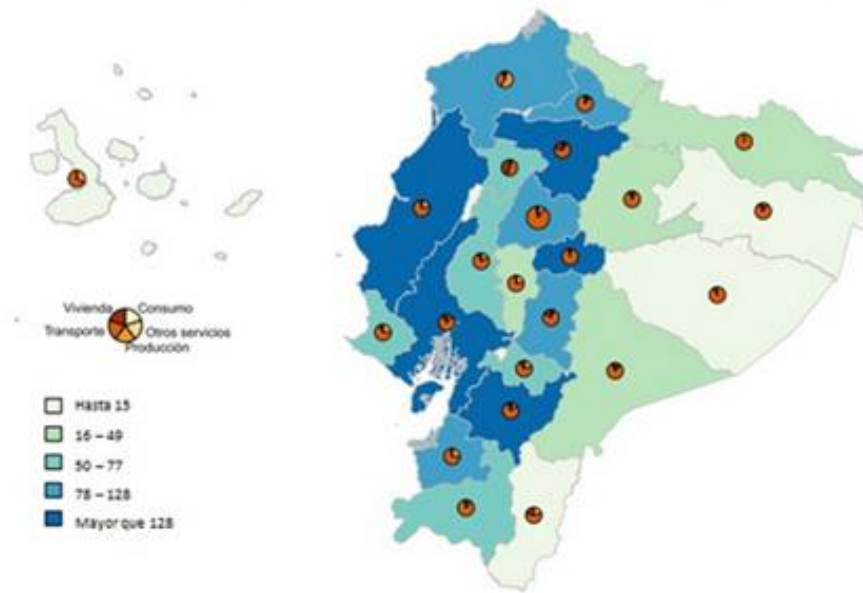 Vivienda Consumo
Transporte Otros servicios
Producción
Hasta 15
16 – 49
50 – 77
78 – 128
Mayor que 128